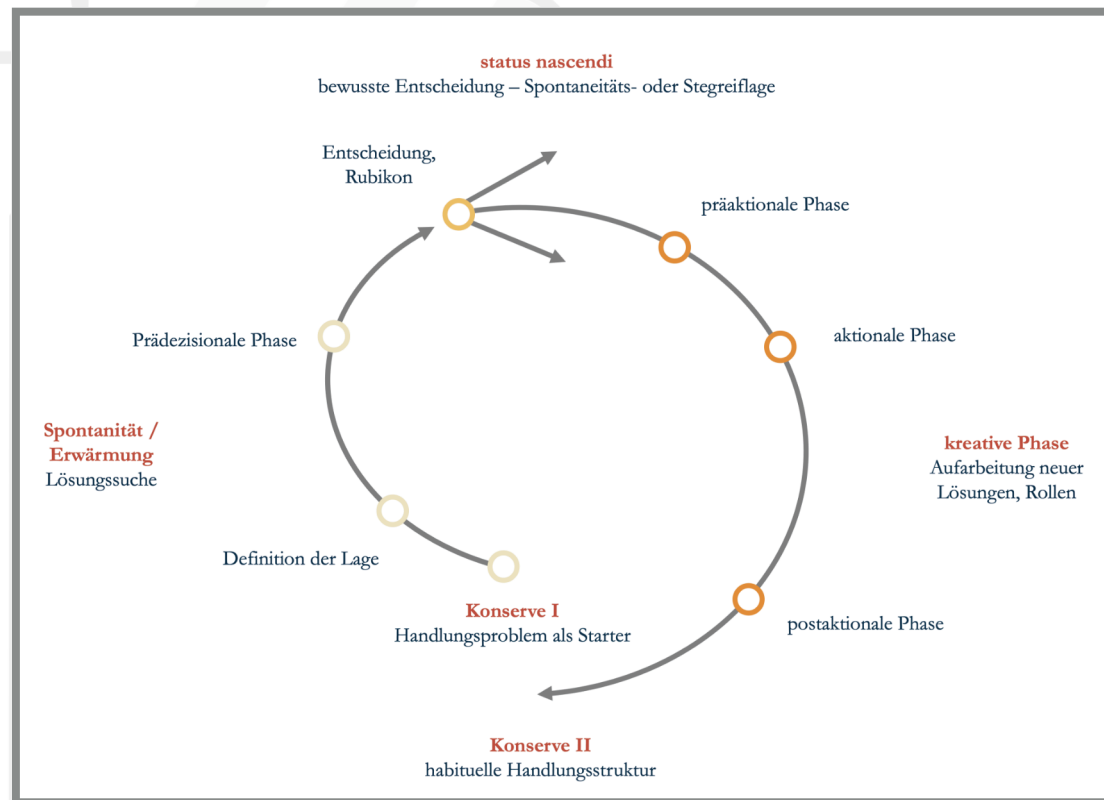 status nascendi
bewusste Entscheidung – Spontaneitäts- oder Stegreiflage
Entscheidung,
Rubikon
präaktionale Phase
aktionale Phase
Prädezisionale Phase
Spontanität /
Erwärmung
Lösungssuche
kreative Phase
Aufarbeitung neuer
Lösungen, Rollen
Definition der Lage
Konserve I
Handlungsproblem als Starter
postaktionale Phase
Konserve II
habituelle Handlungsstruktur